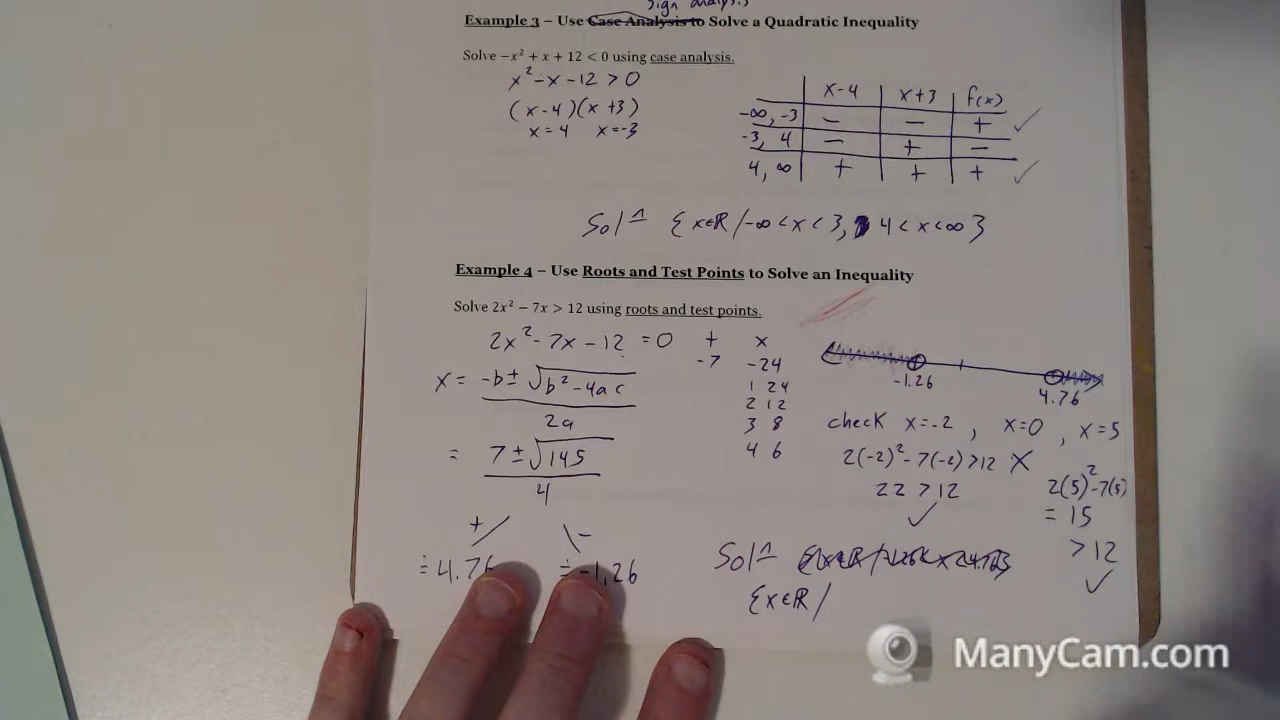 sign analysis
Example 3 – Use Case Analysis to Solve a Quadratic Inequality
Solve −x² + x + 12 < 0 using case analysis.
x² - x - 12 > 0
(x-4)(x+3)
x = 4 x = -3
x-4 x+3 f(x)
-∞, -3 − − + ✓
-3, 4 − + −
4, ∞ + + + ✓
Solⁿ {x∈ℝ / -∞ < x < 3, 4 < x < ∞}
Example 4 – Use Roots and Test Points to Solve an Inequality
Solve 2x² − 7x > 12 using roots and test points.
2x² - 7x - 12 = 0
x = -b ± √b² - 4ac
2a
= 7 ± √145
4
+ −
≐ 4.76 ≐ -1.26
+ x
-7 -24
1 24
2 12
3 8
4 6
-1.26 4.76
check x=-2, x=0, x=5
2(-2)² - 7(-2) > 12 X
22 > 12
✓
2(5)² - 7(5)
= 15
> 12
✓
Solⁿ
{x∈ℝ /
ManyCam.com